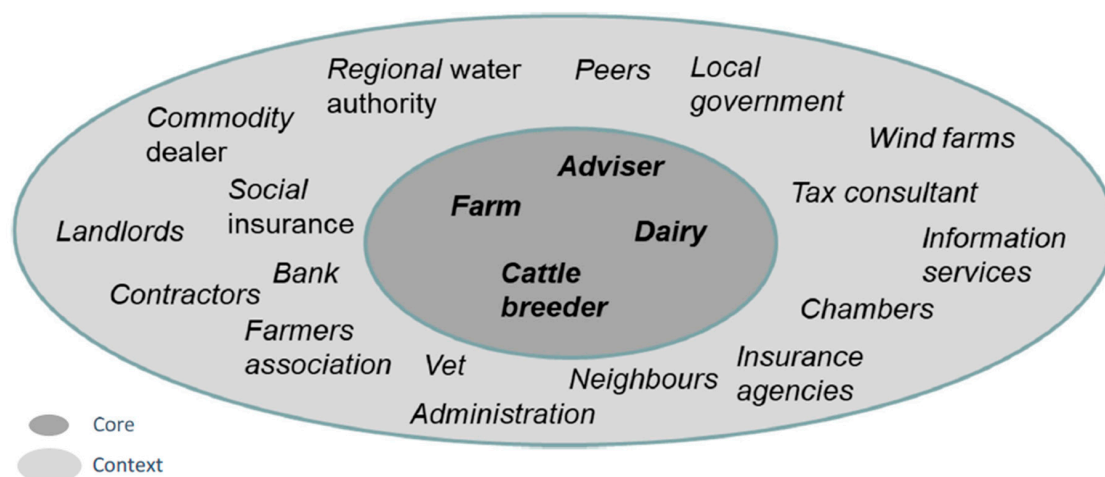 Regional water
authority
Peers
Local
government
Commodity
dealer
Wind farms
Adviser
Social
insurance
Farm
Tax consultant
Landlords
Dairy
Information
services
Bank
Cattle
breeder
Contractors
Chambers
Farmers
association
Vet
Neighbours
Insurance
agencies
Administration
Core
Context